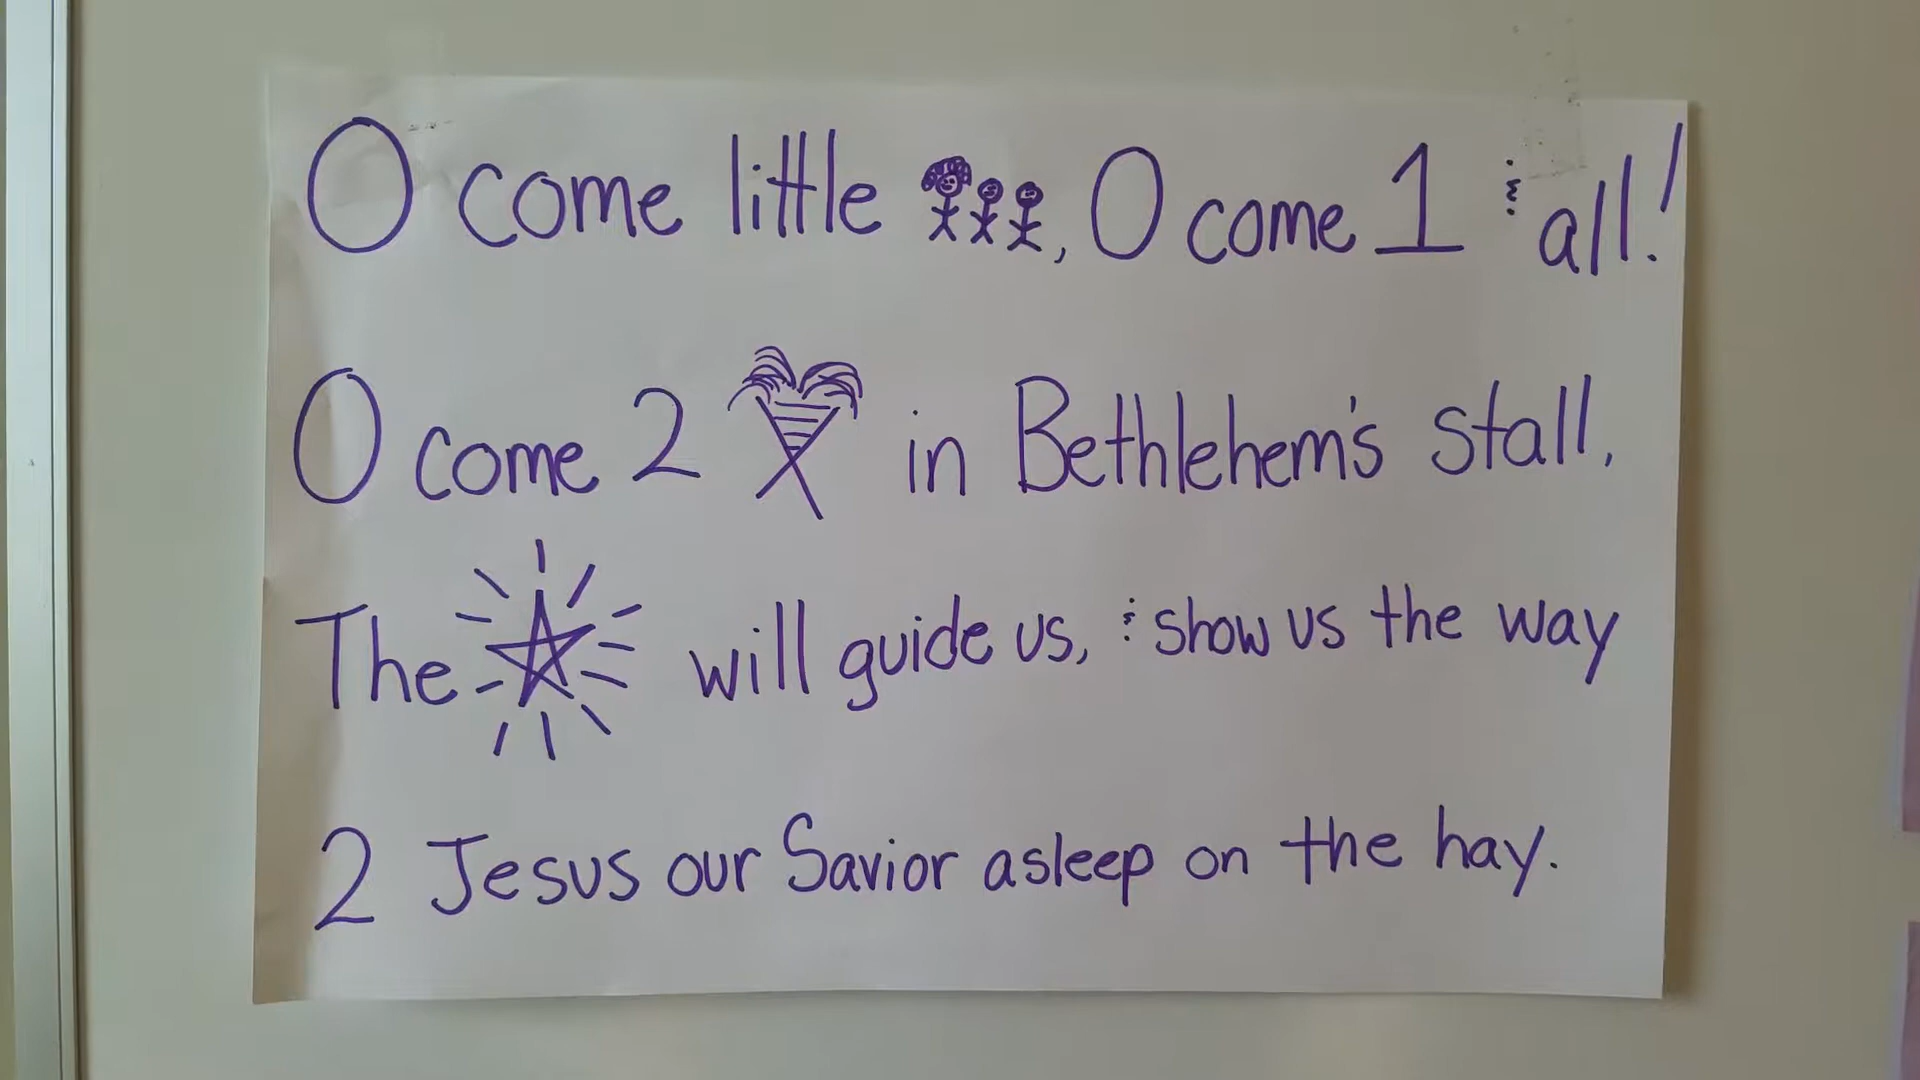 O come little , O come 1 & all!
O come 2 in Bethlehem's stall,
The will guide us, & show us the way
2 Jesus our Savior asleep on the hay.